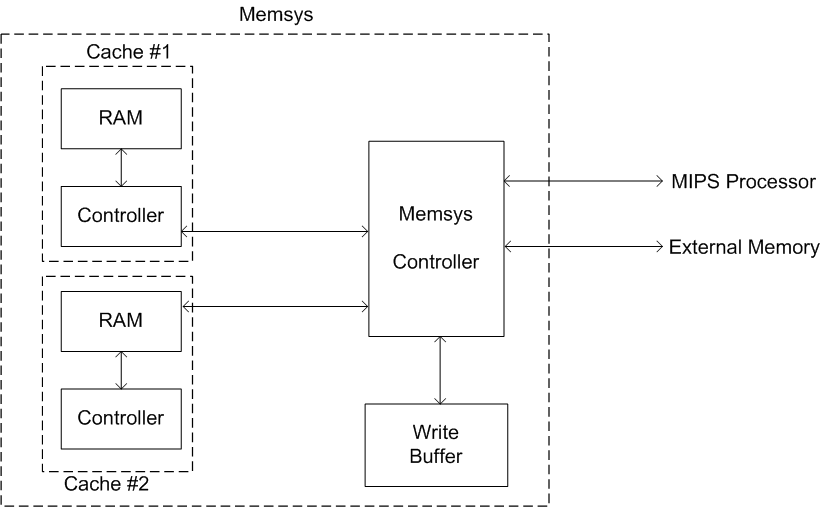 Memsys
Cache #1
RAM
Controller
Memsys
Controller
MIPS Processor
External Memory
RAM
Controller
Cache #2
Write
Buffer